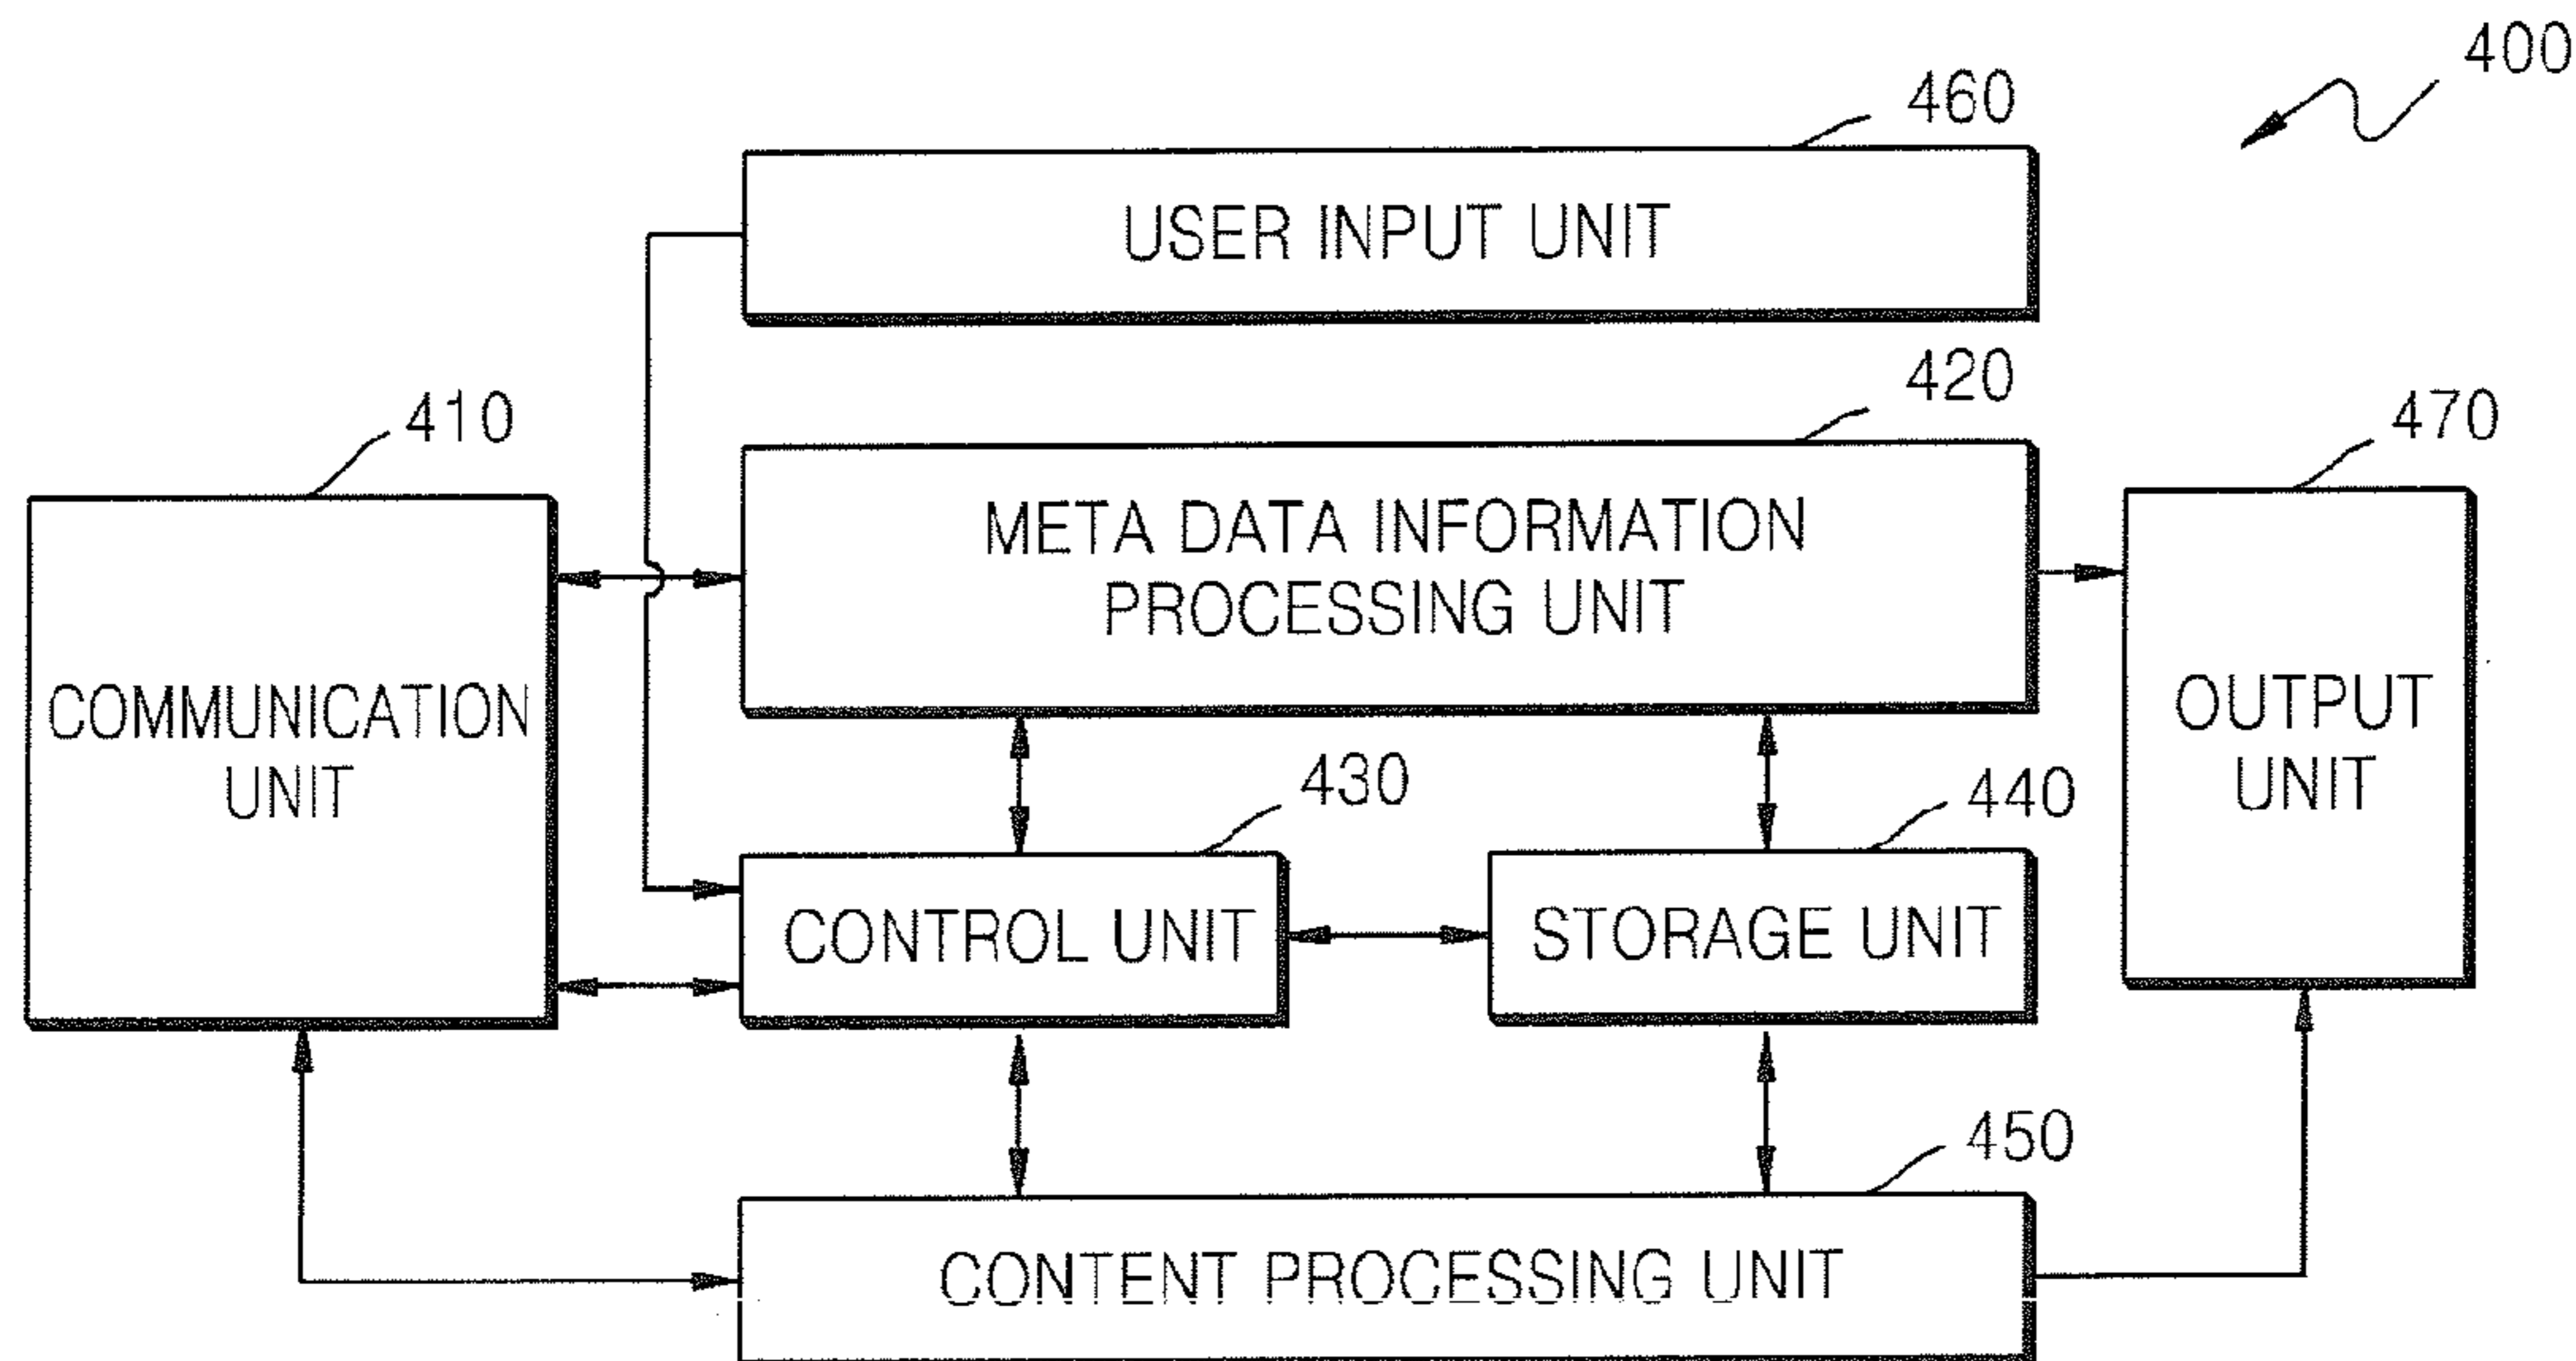 400
460
USER INPUT UNIT
420
410
470
META DATA INFORMATION
PROCESSING UNIT
COMMUNICATION
UNIT
OUTPUT
UNIT
430
440
CONTROL UNIT
STORAGE UNIT
450
CONTENT PROCESSING UNIT